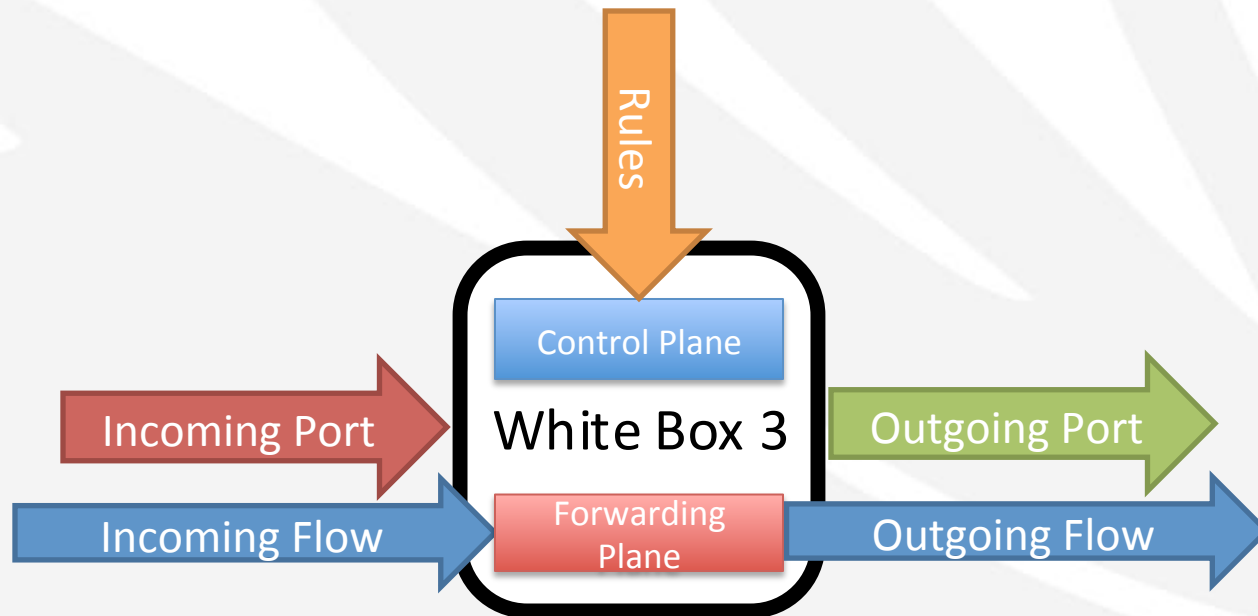 Rules
Control Plane
Incoming Port
White Box 3
Outgoing Port
Incoming Flow
Forwarding
Plane
Outgoing Flow